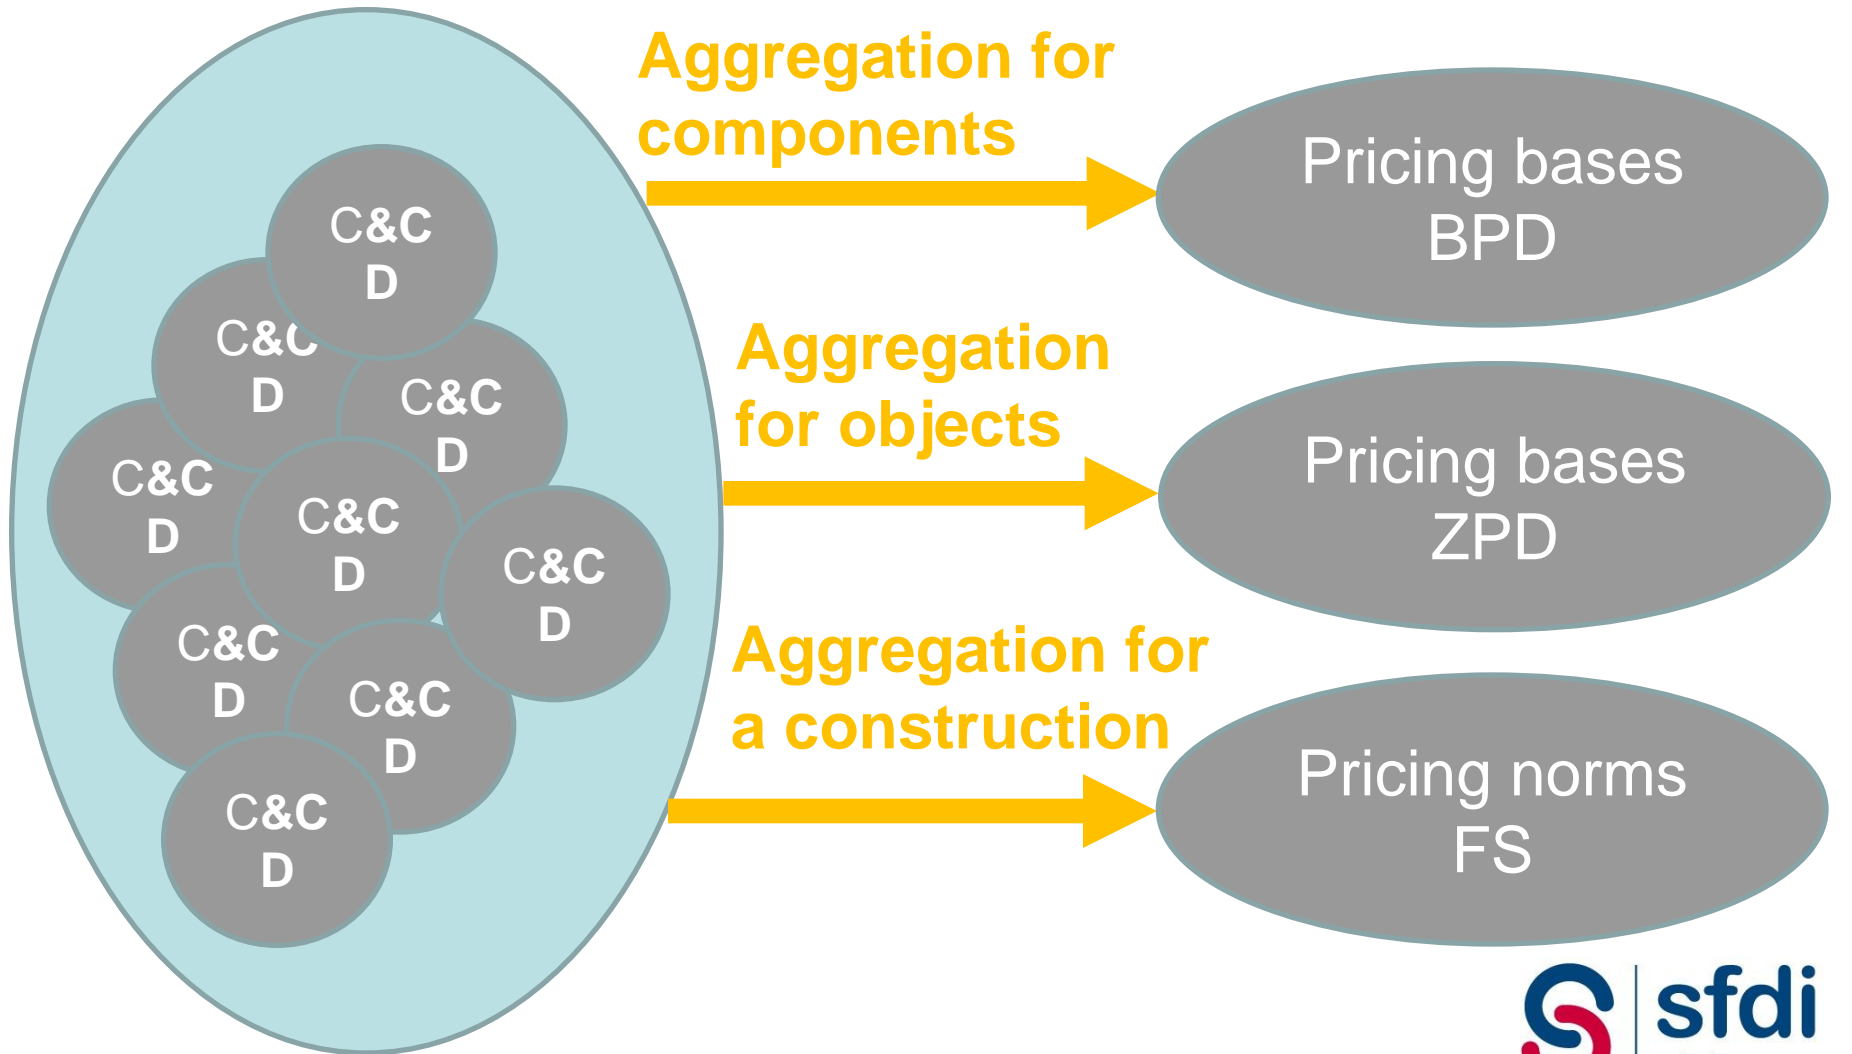 Aggregation for
components
Pricing bases
BPD
C&C
D
C&C
D
C&C
D
C&C
D
C&C
D
C&C
D
C&C
D
C&C
D
C&C
D
Aggregation
for objects
Pricing bases
ZPD
Aggregation for
a construction
Pricing norms
FS
sfdi